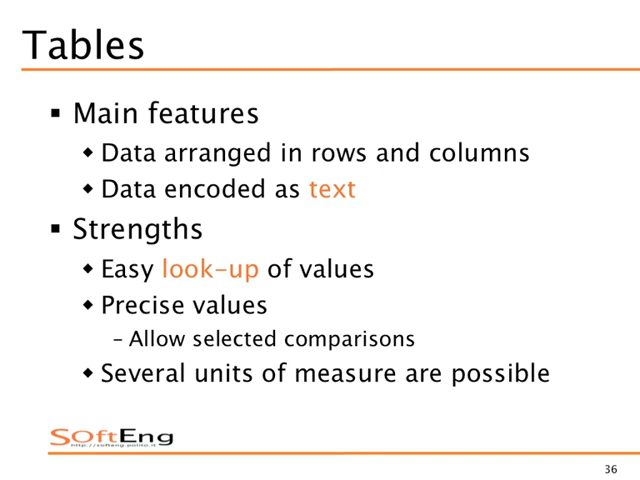 Tables
▪ Main features
◆ Data arranged in rows and columns
◆ Data encoded as text
▪ Strengths
◆ Easy look-up of values
◆ Precise values
– Allow selected comparisons
◆ Several units of measure are possible
SoftEng
http://softeng.polito.it
36